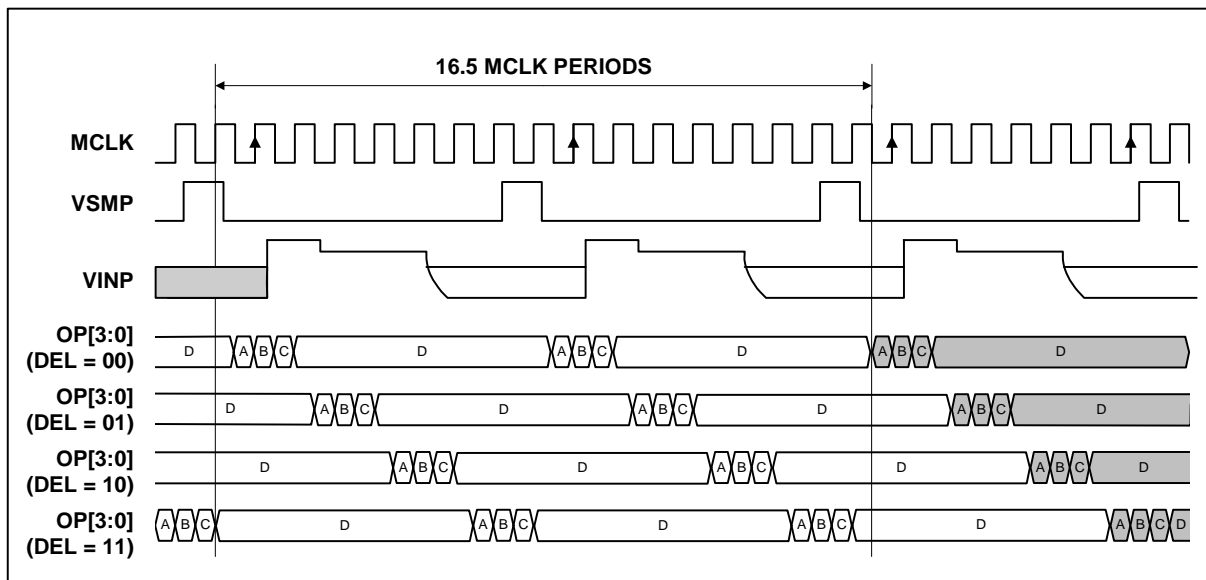 16.5 MCLK PERIODS
MCLK
VSMP
VINP
OP[3:0]
(DEL = 00)
D A B C D A B C D A B C D
OP[3:0]
(DEL = 01)
D A B C D A B C D A B C D
OP[3:0]
(DEL = 10)
D A B C D A B C D A B C D
OP[3:0]
(DEL = 11)
A B C D A B C D A B C D A B C D